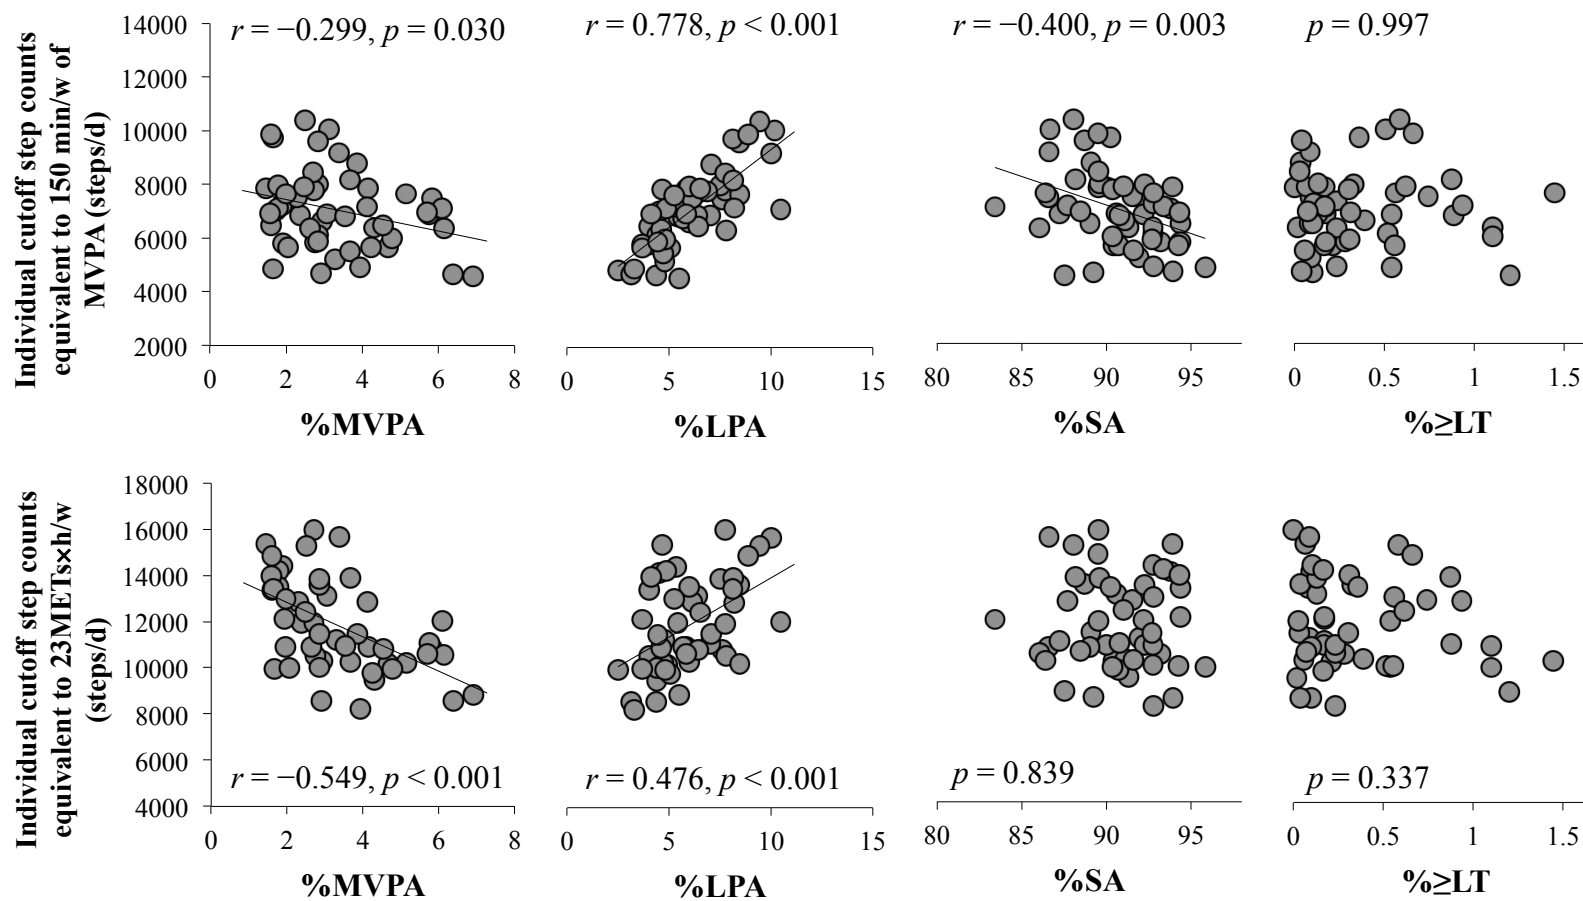 Individual cutoff step counts
equivalent to 150 min/w of
MVPA (steps/d)
14000
12000
10000
8000
6000
4000
2000
r = −0.299, p = 0.030
0 2 4 6 8
%MVPA
r = 0.778, p < 0.001
0 5 10 15
%LPA
r = −0.400, p = 0.003
80 85 90 95
%SA
p = 0.997
0 0.5 1 1.5
%≥LT
Individual cutoff step counts
equivalent to 23METs×h/w
(steps/d)
18000
16000
14000
12000
10000
8000
6000
4000
r = −0.549, p < 0.001
0 2 4 6 8
%MVPA
r = 0.476, p < 0.001
0 5 10 15
%LPA
p = 0.839
80 85 90 95
%SA
p = 0.337
0 0.5 1 1.5
%≥LT